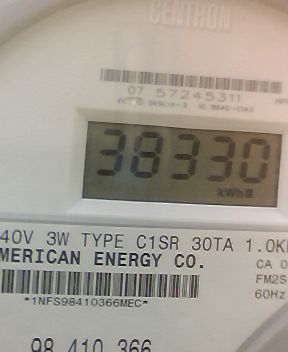 CENTRON
07 57245311
38330
kWh
40V 3W TYPE C1SR 30TA 1.0K
MERICAN ENERGY CO.
CA 0
FM2S
60Hz
*1NFS98410366MEC*
98 410 366